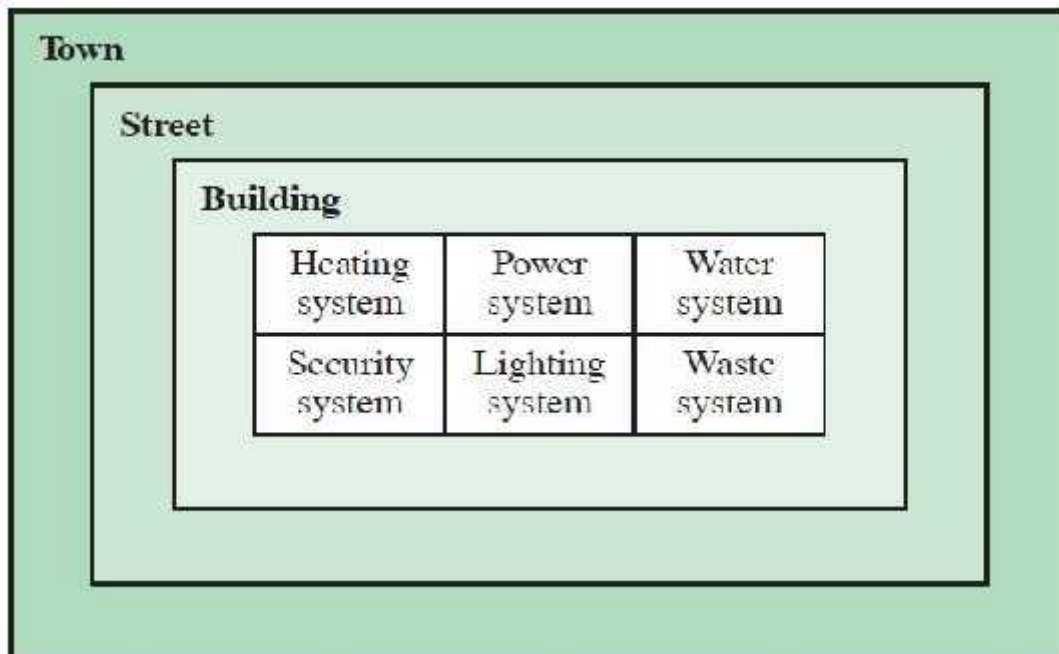 Town
Street
Building
Heating
system
Power
system
Water
system
Security
system
Lighting
system
Waste
system